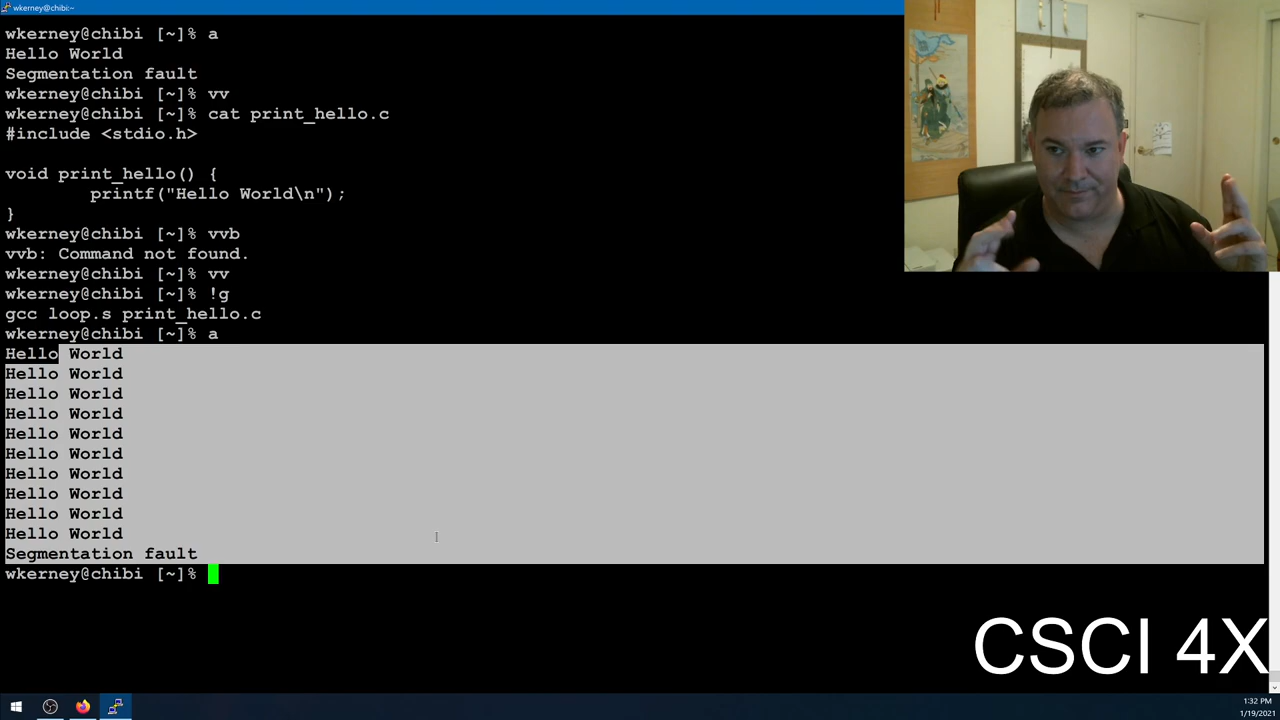 wkerney@chibi:~
wkerney@chibi [~]% a
Hello World
Segmentation fault
wkerney@chibi [~]% vv
wkerney@chibi [~]% cat print_hello.c
#include <stdio.h>
void print_hello() {
printf("Hello World\n");
}
wkerney@chibi [~]% vvb
vvb: Command not found.
wkerney@chibi [~]% vv
wkerney@chibi [~]% !g
gcc loop.s print_hello.c
wkerney@chibi [~]% a
Hello World
Hello World
Hello World
Hello World
Hello World
Hello World
Hello World
Hello World
Hello World
Hello World
Segmentation fault
wkerney@chibi [~]%
CSCI 4X
1:32 PM
1/19/2021